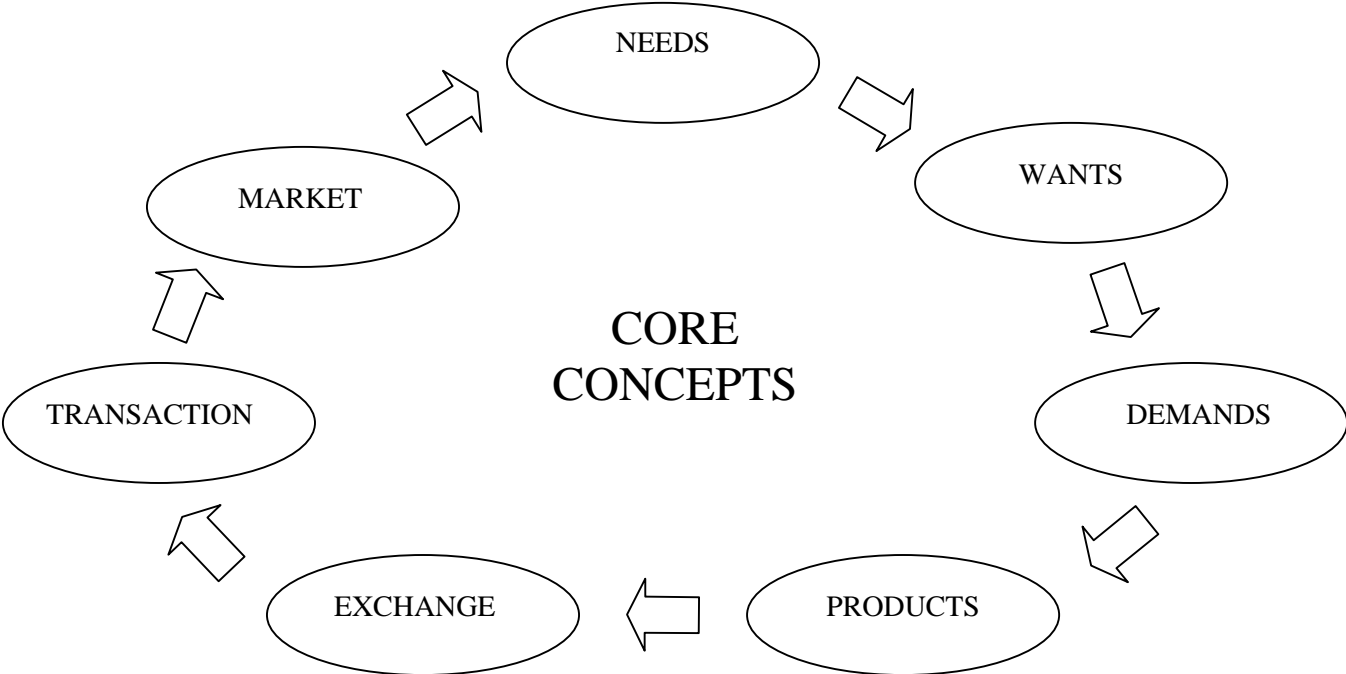 NEEDS
WANTS
MARKET
CORE
CONCEPTS
TRANSACTION
DEMANDS
EXCHANGE
PRODUCTS